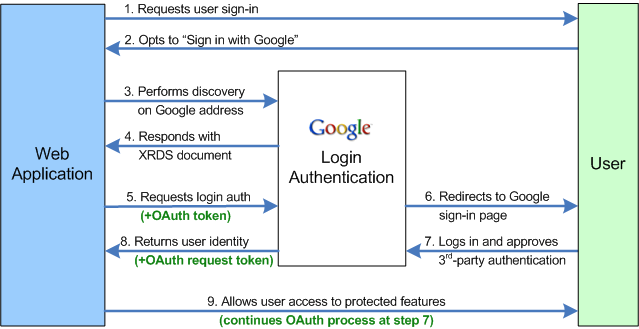 1. Requests user sign-in
2. Opts to “Sign in with Google”
3. Performs discovery
on Google address
4. Responds with
XRDS document
Web
Application
Google
Login
Authentication
User
5. Requests login auth
(+OAuth token)
6. Redirects to Google
sign-in page
8. Returns user identity
(+OAuth request token)
7. Logs in and approves
3rd-party authentication
9. Allows user access to protected features
(continues OAuth process at step 7)